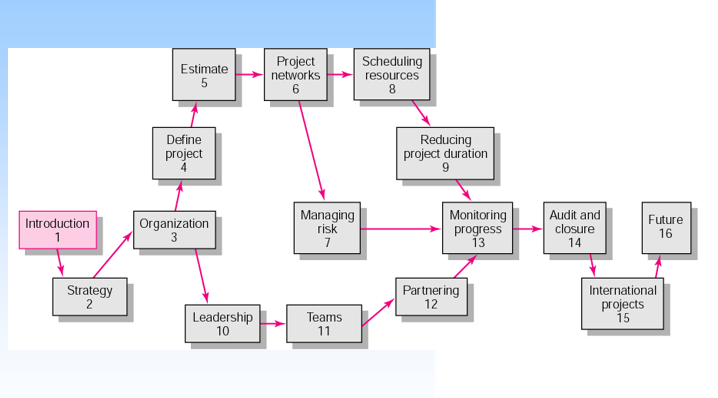 Estimate
5
Project
networks
6
Scheduling
resources
8
Define
project
4
Reducing
project duration
9
Introduction
1
Organization
3
Managing
risk
7
Monitoring
progress
13
Audit and
closure
14
Future
16
Strategy
2
Leadership
10
Teams
11
Partnering
12
International
projects
15